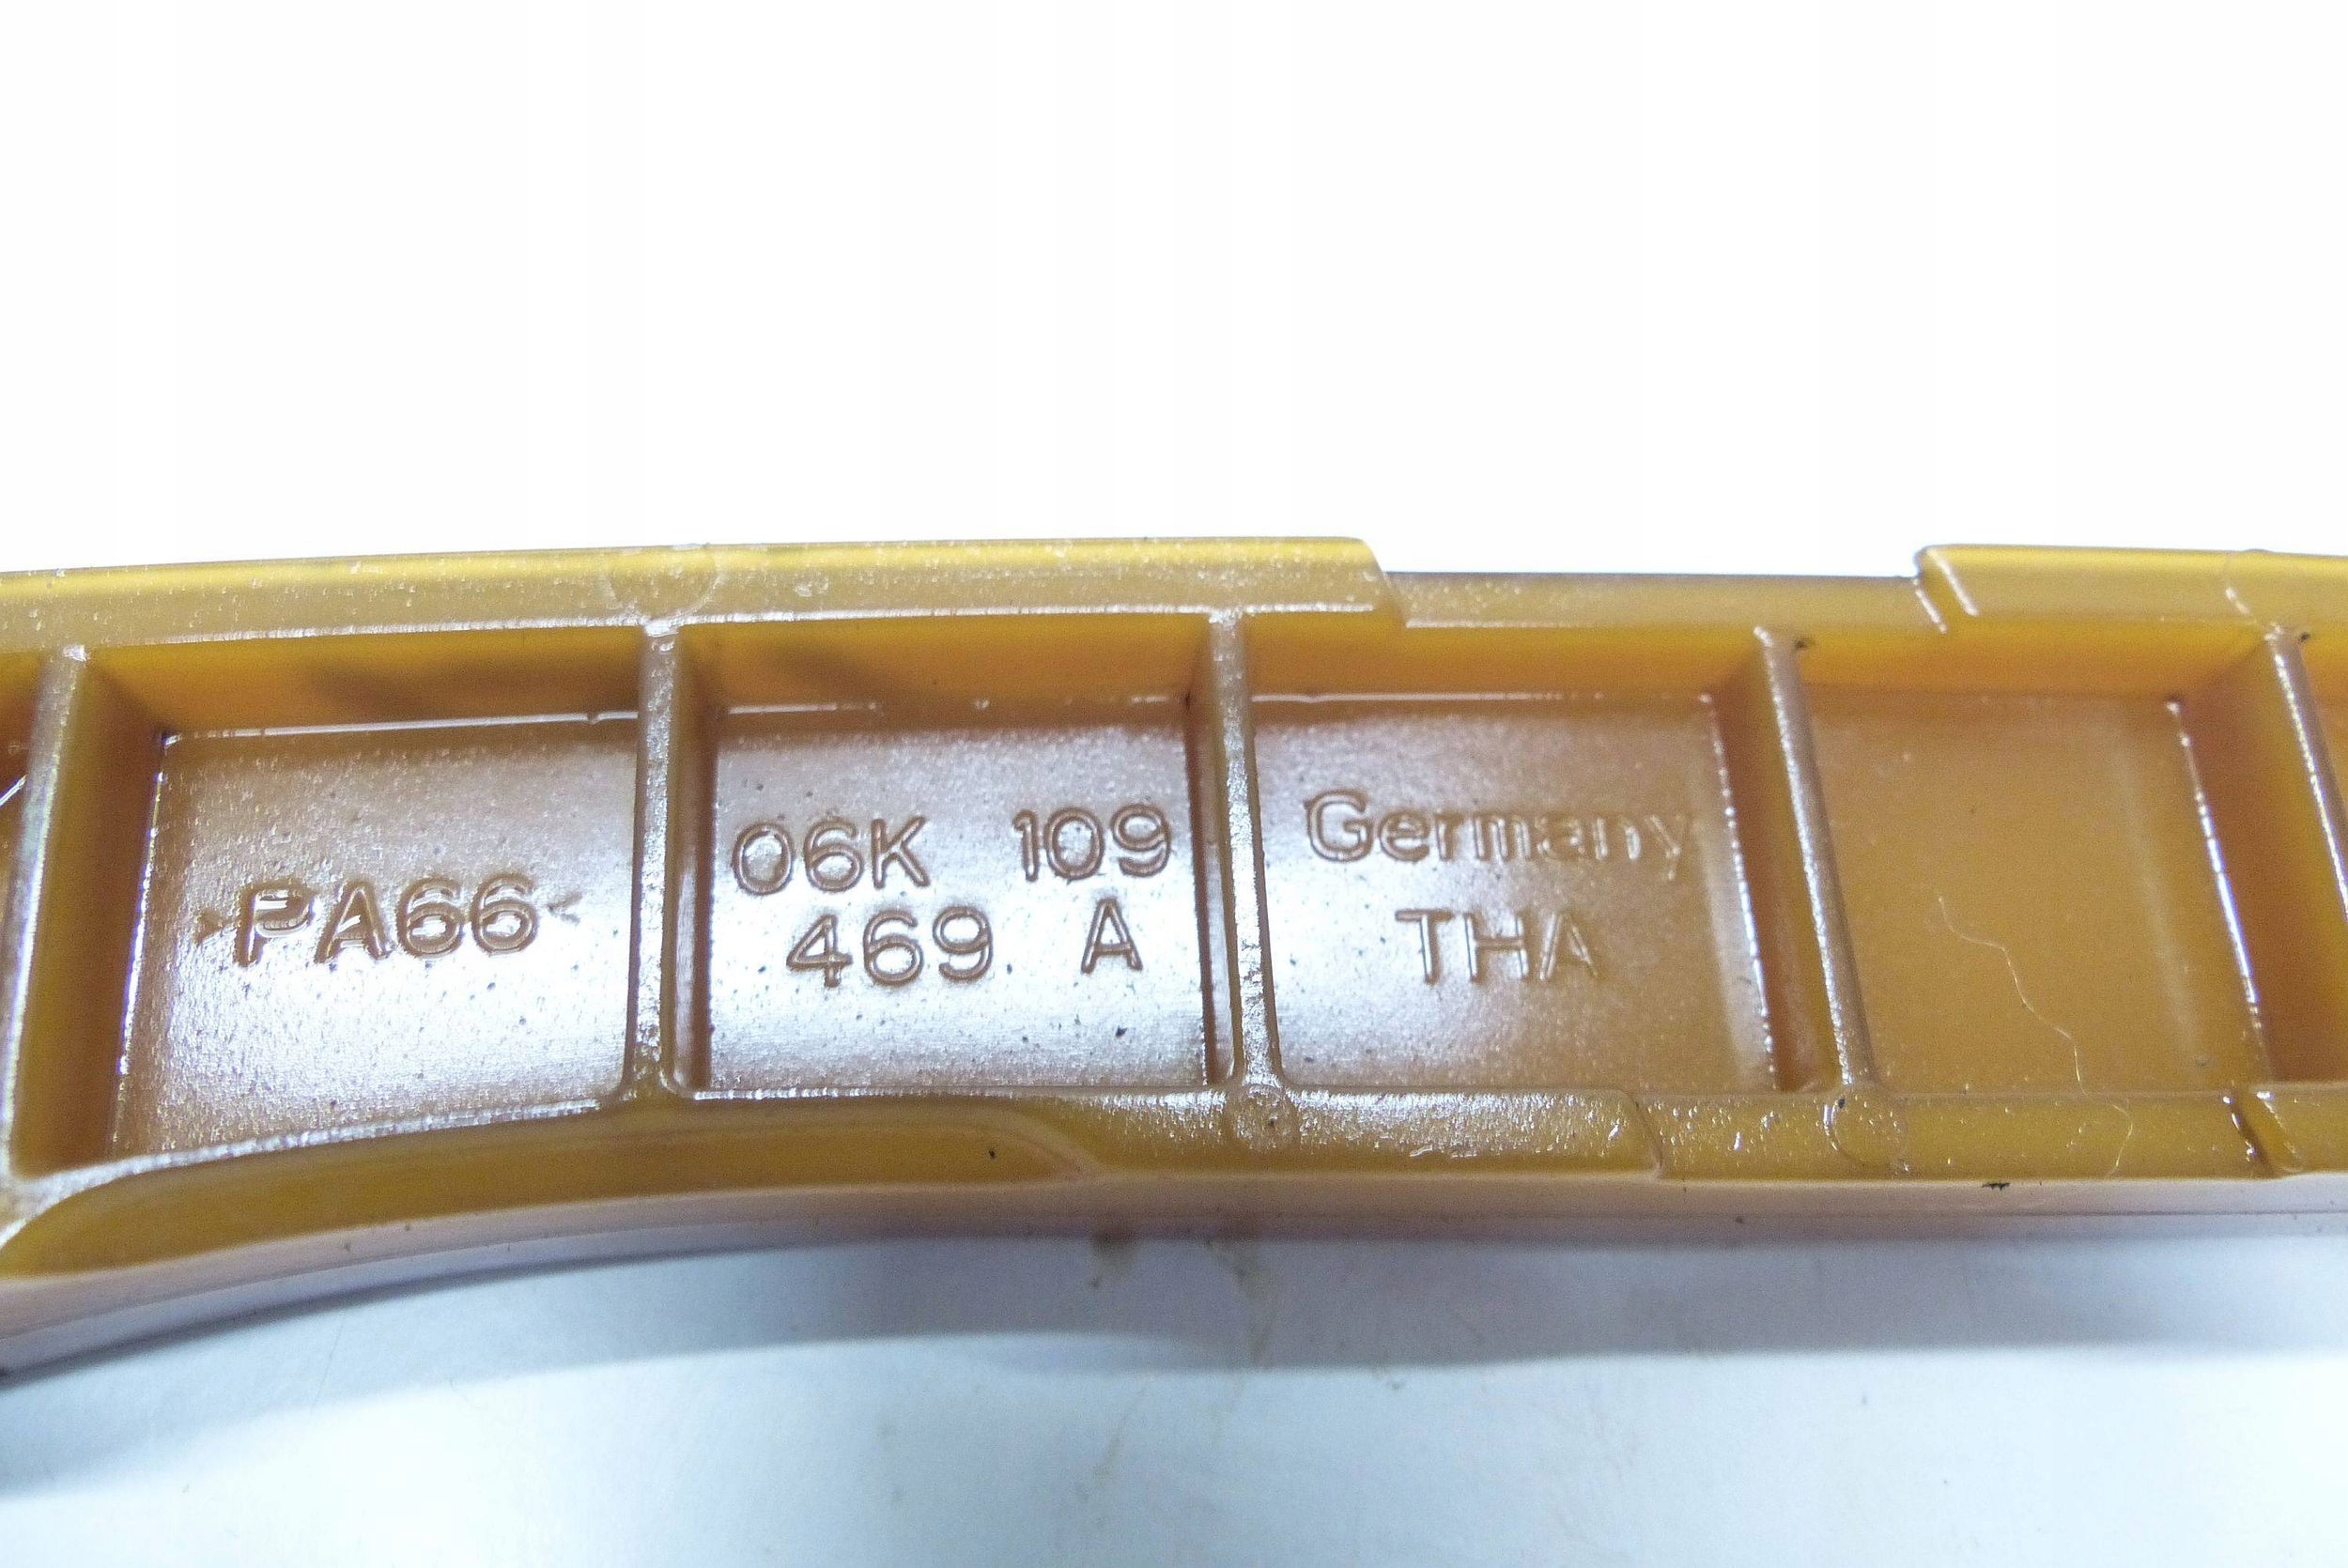 >PA66<
06K 109
469 A
Germany
THA